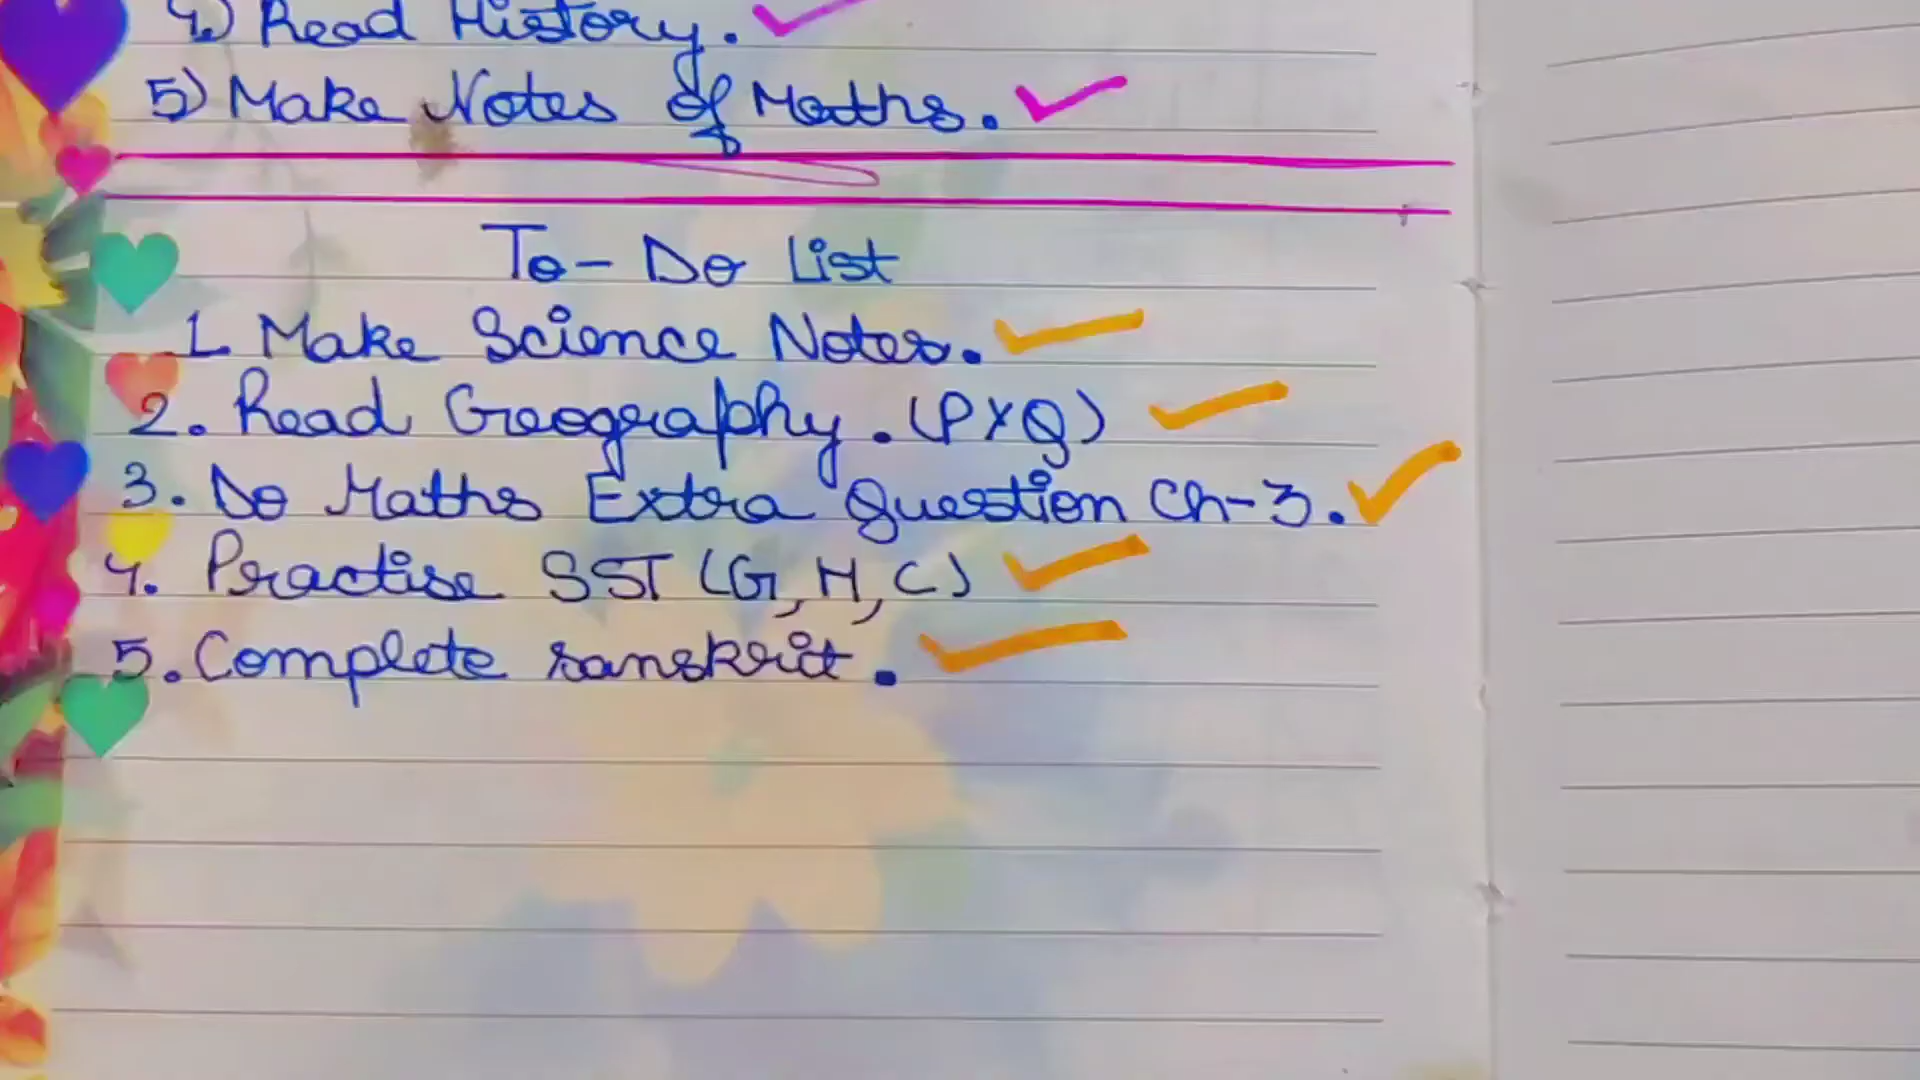 4.) Read History.
5) Make Notes of Maths.
To-Do List
1. Make Science Notes.
2. Read Geography. (PYQ)
3. Do Maths Extra Question Ch-3.
4. Practise SST (G, H, C)
5. Complete sanskrit.